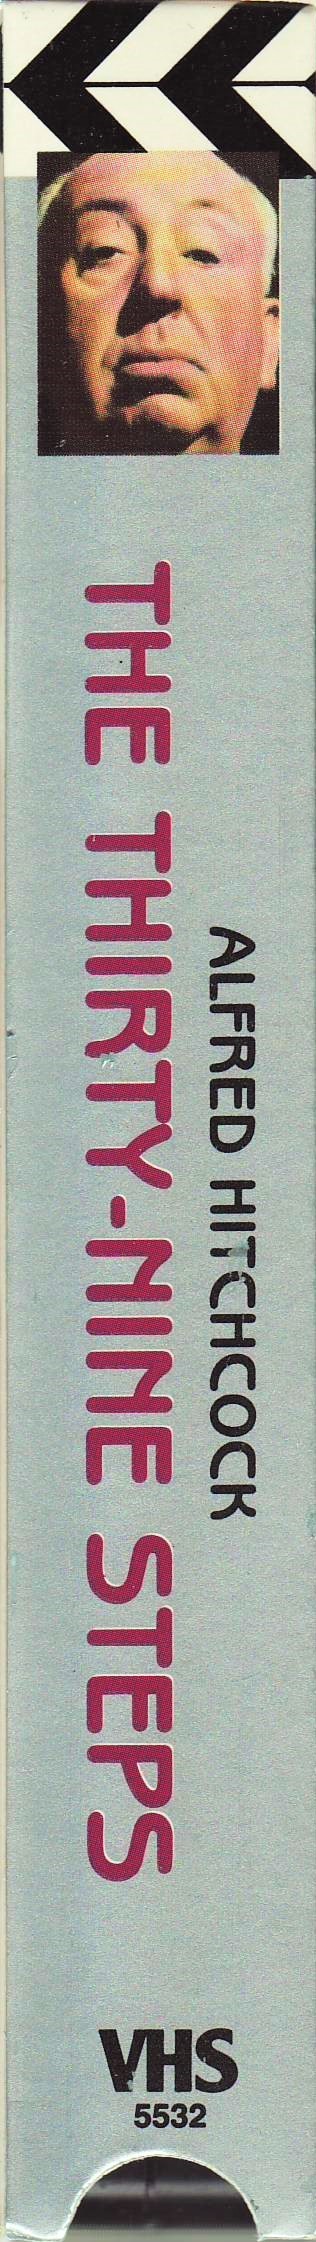 ALFRED HITCHCOCK
THE THIRTY-NINE STEPS
VHS
5532